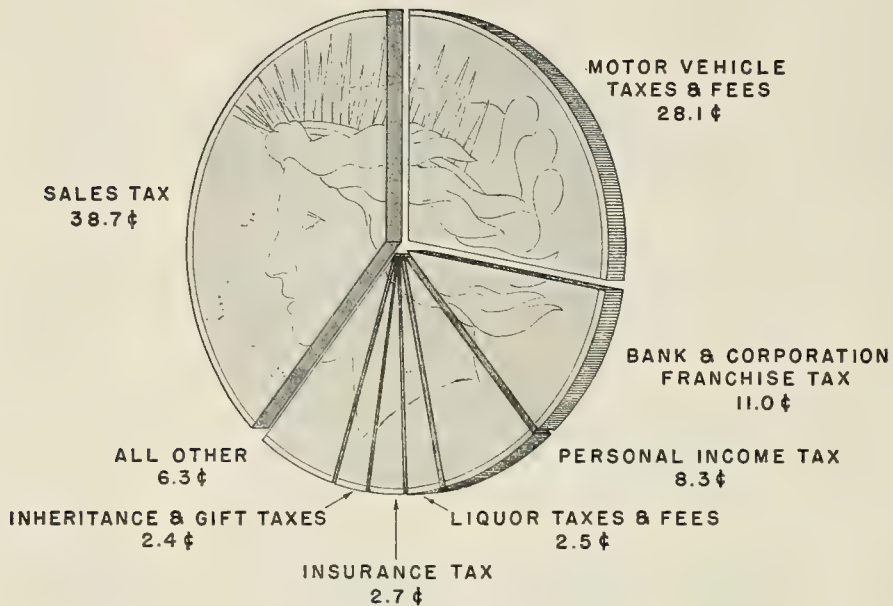 MOTOR VEHICLE
TAXES & FEES
28.1¢
SALES TAX
38.7¢
BANK & CORPORATION
FRANCHISE TAX
11.0¢
ALL OTHER
6.3¢
PERSONAL INCOME TAX
8.3¢
INHERITANCE & GIFT TAXES
2.4¢
LIQUOR TAXES & FEES
2.5¢
INSURANCE TAX
2.7¢